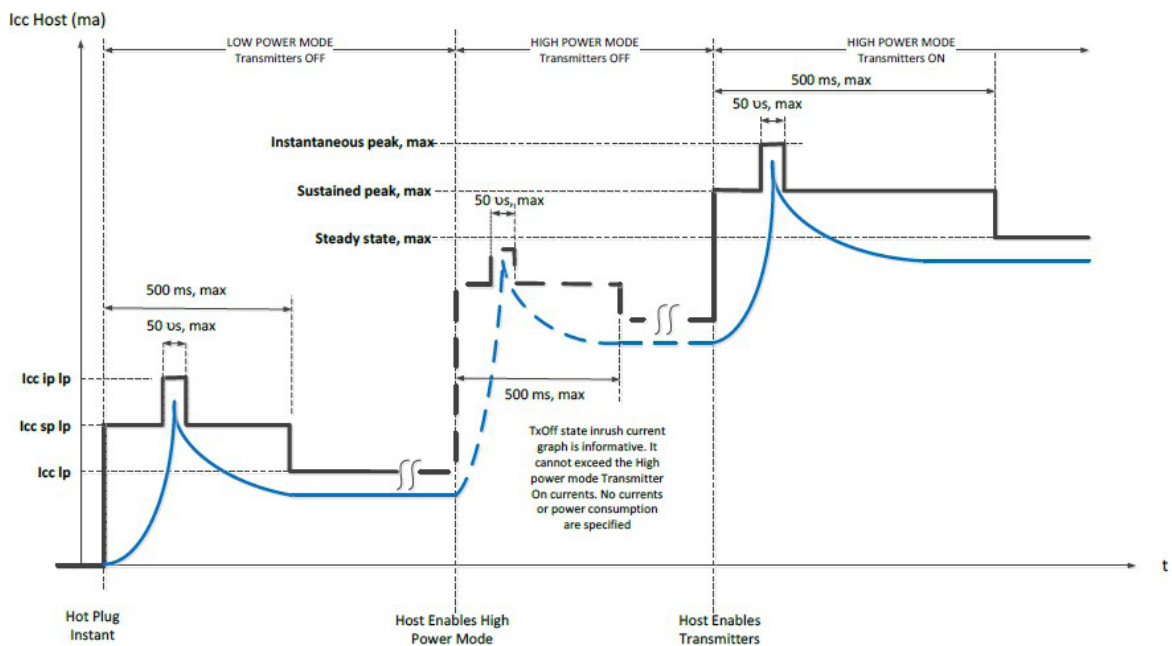 Icc Host (ma)
LOW POWER MODE
Transmitters OFF
HIGH POWER MODE
Transmitters OFF
HIGH POWER MODE
Transmitters ON
500 ms, max
50 υs, max
Instantaneous peak, max
Sustained peak, max
50 υs, max
Steady state, max
500 ms, max
50 υs, max
Icc ip lp
500 ms, max
Icc sp lp
TxOff state inrush current
graph is informative. It
cannot exceed the High
power mode Transmitter
On currents. No currents
or power consumption
are specified
Icc lp
t
Hot Plug
Instant
Host Enables High
Power Mode
Host Enables
Transmitters